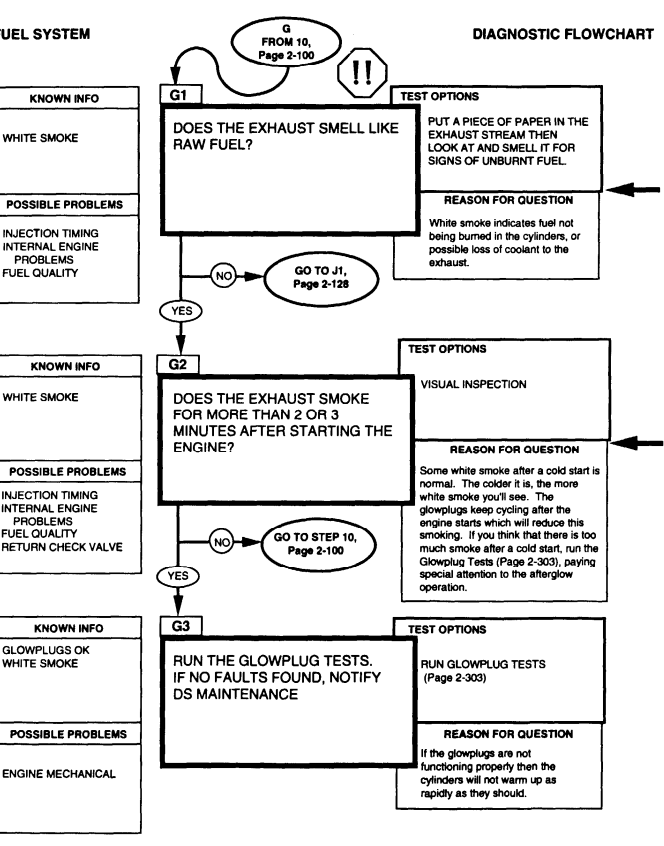 UEL SYSTEM
DIAGNOSTIC FLOWCHART
G
FROM 10,
Page 2-100
!!
KNOWN INFO
WHITE SMOKE
POSSIBLE PROBLEMS
INJECTION TIMING
INTERNAL ENGINE
PROBLEMS
FUEL QUALITY
G1
DOES THE EXHAUST SMELL LIKE
RAW FUEL?
TEST OPTIONS
PUT A PIECE OF PAPER IN THE
EXHAUST STREAM THEN
LOOK AT AND SMELL IT FOR
SIGNS OF UNBURNT FUEL.
REASON FOR QUESTION
White smoke indicates fuel not
being burned in the cylinders, or
possible loss of coolant to the
exhaust.
NO
GO TO J1,
Page 2-128
YES
KNOWN INFO
WHITE SMOKE
POSSIBLE PROBLEMS
INJECTION TIMING
INTERNAL ENGINE
PROBLEMS
FUEL QUALITY
RETURN CHECK VALVE
G2
DOES THE EXHAUST SMOKE
FOR MORE THAN 2 OR 3
MINUTES AFTER STARTING THE
ENGINE?
TEST OPTIONS
VISUAL INSPECTION
REASON FOR QUESTION
Some white smoke after a cold start is
normal. The colder it is, the more
white smoke you'll see. The
glowplugs keep cycling after the
engine starts which will reduce this
smoking. If you think that there is too
much smoke after a cold start, run the
Glowplug Tests (Page 2-303), paying
special attention to the afterglow
operation.
NO
GO TO STEP 10,
Page 2-100
YES
KNOWN INFO
GLOWPLUGS OK
WHITE SMOKE
POSSIBLE PROBLEMS
ENGINE MECHANICAL
G3
RUN THE GLOWPLUG TESTS.
IF NO FAULTS FOUND, NOTIFY
DS MAINTENANCE
TEST OPTIONS
RUN GLOWPLUG TESTS
(Page 2-303)
REASON FOR QUESTION
If the glowplugs are not
functioning properly then the
cylinders will not warm up as
rapidly as they should.